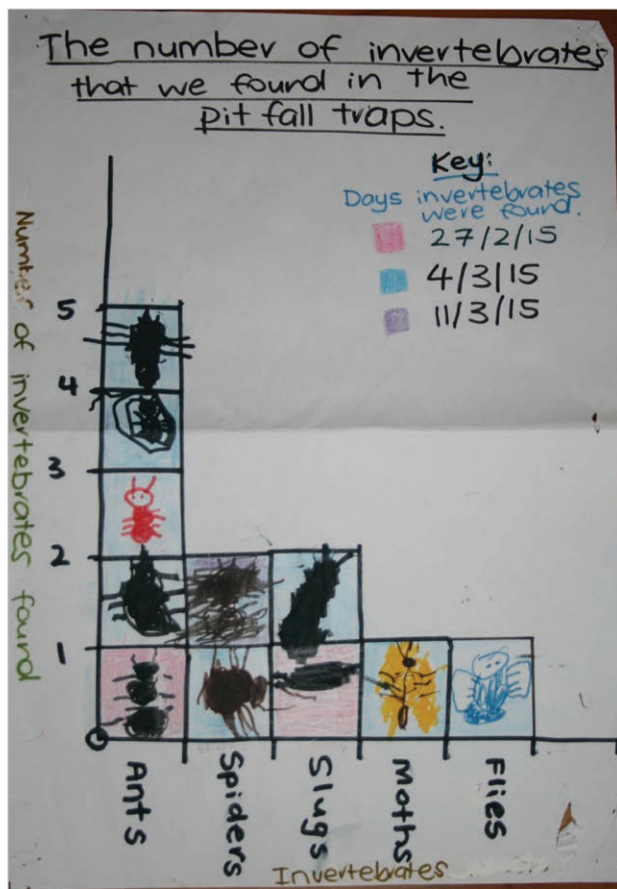 The number of invertebrates
that we found in the
pit fall traps.
Key:
Days invertebrates
were found.
27/2/15
4/3/15
11/3/15
Number of invertebrates found
5
4
3
2
1
0
Ants
Spiders
Slugs
Moths
Flies
Invertebrates